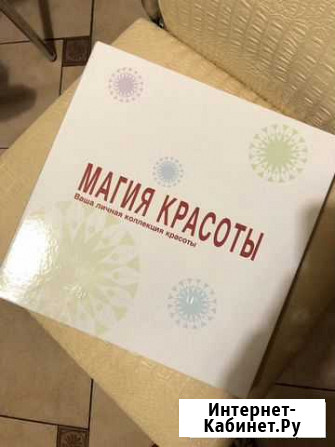 МАГИЯ КРАСОТЫ
Ваша личная коллекция красоты
Интернет-
Кабинет.Ру